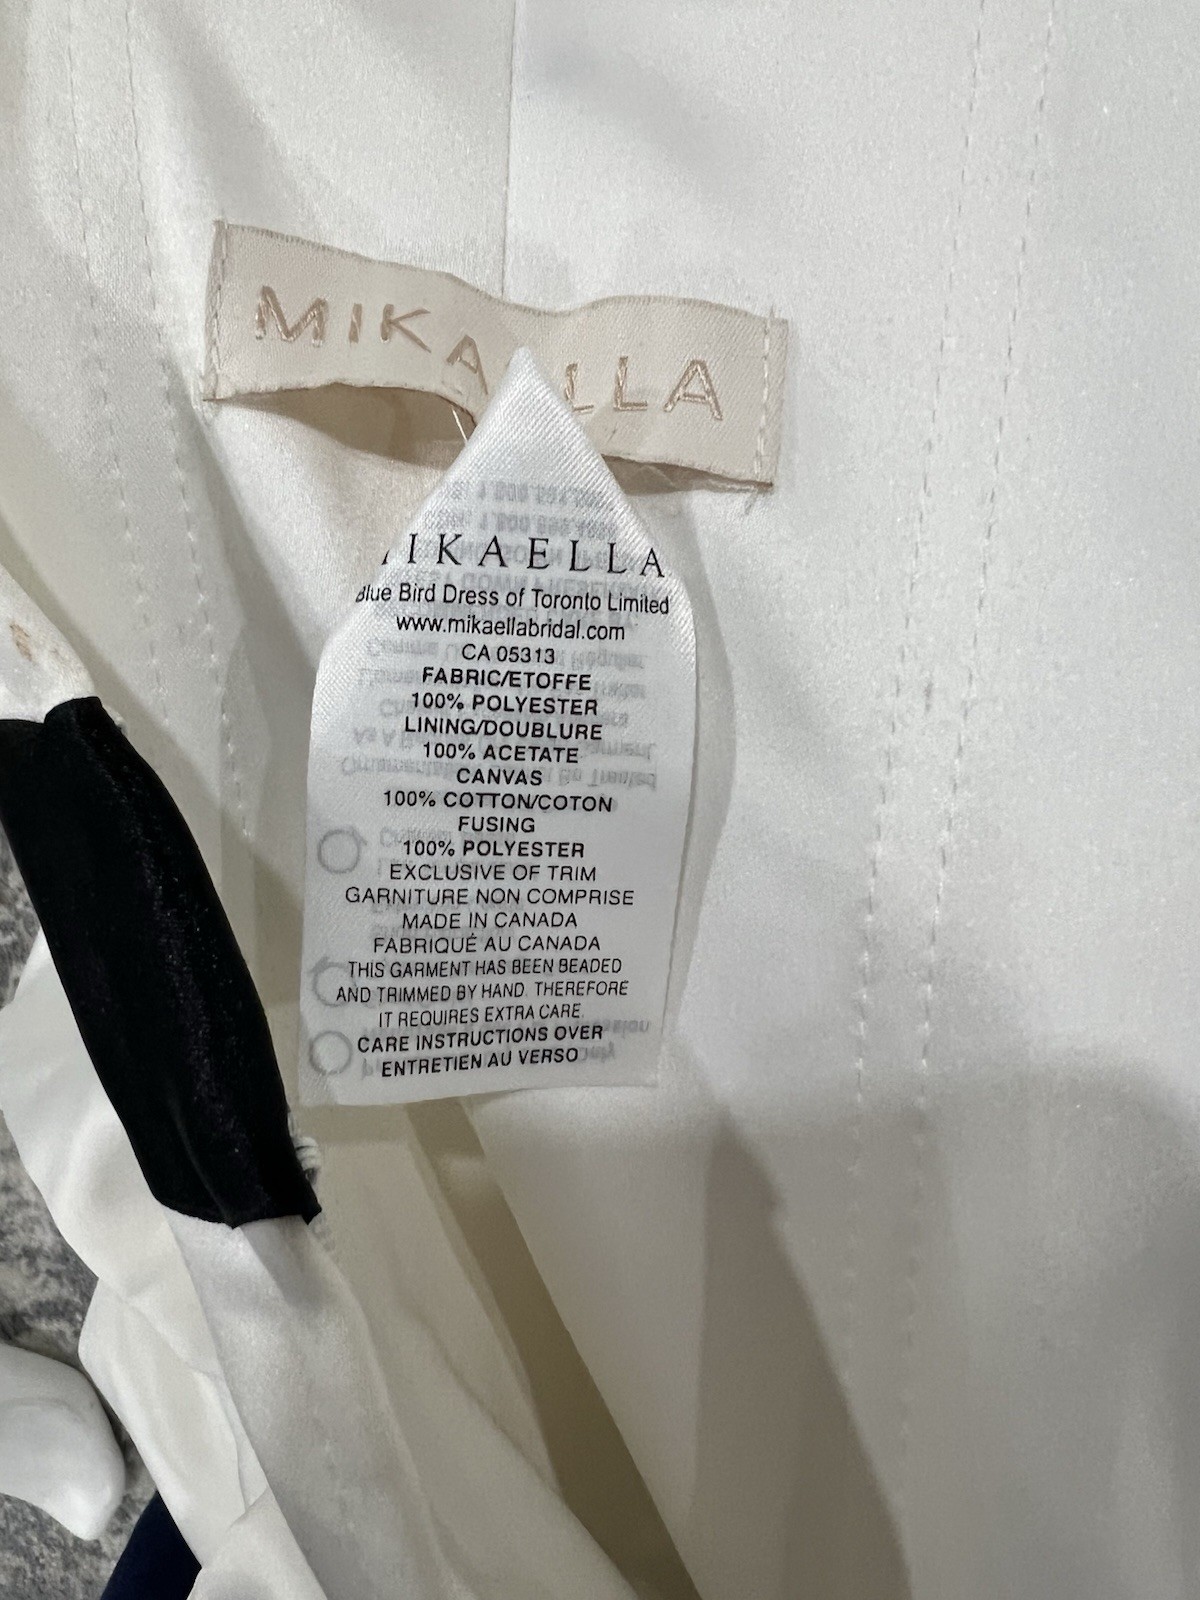 MIKA LLA
IKAELLA
Blue Bird Dress of Toronto Limited
www.mikaellabridal.com
CA 05313
FABRIC/ETOFFE
100% POLYESTER
LINING/DOUBLURE
100% ACETATE
CANVAS
100% COTTON/COTON
FUSING
100% POLYESTER
EXCLUSIVE OF TRIM
GARNITURE NON COMPRISE
MADE IN CANADA
FABRIQUÉ AU CANADA
THIS GARMENT HAS BEEN BEADED
AND TRIMMED BY HAND. THEREFORE
IT REQUIRES EXTRA CARE.
CARE INSTRUCTIONS OVER
ENTRETIEN AU VERSO